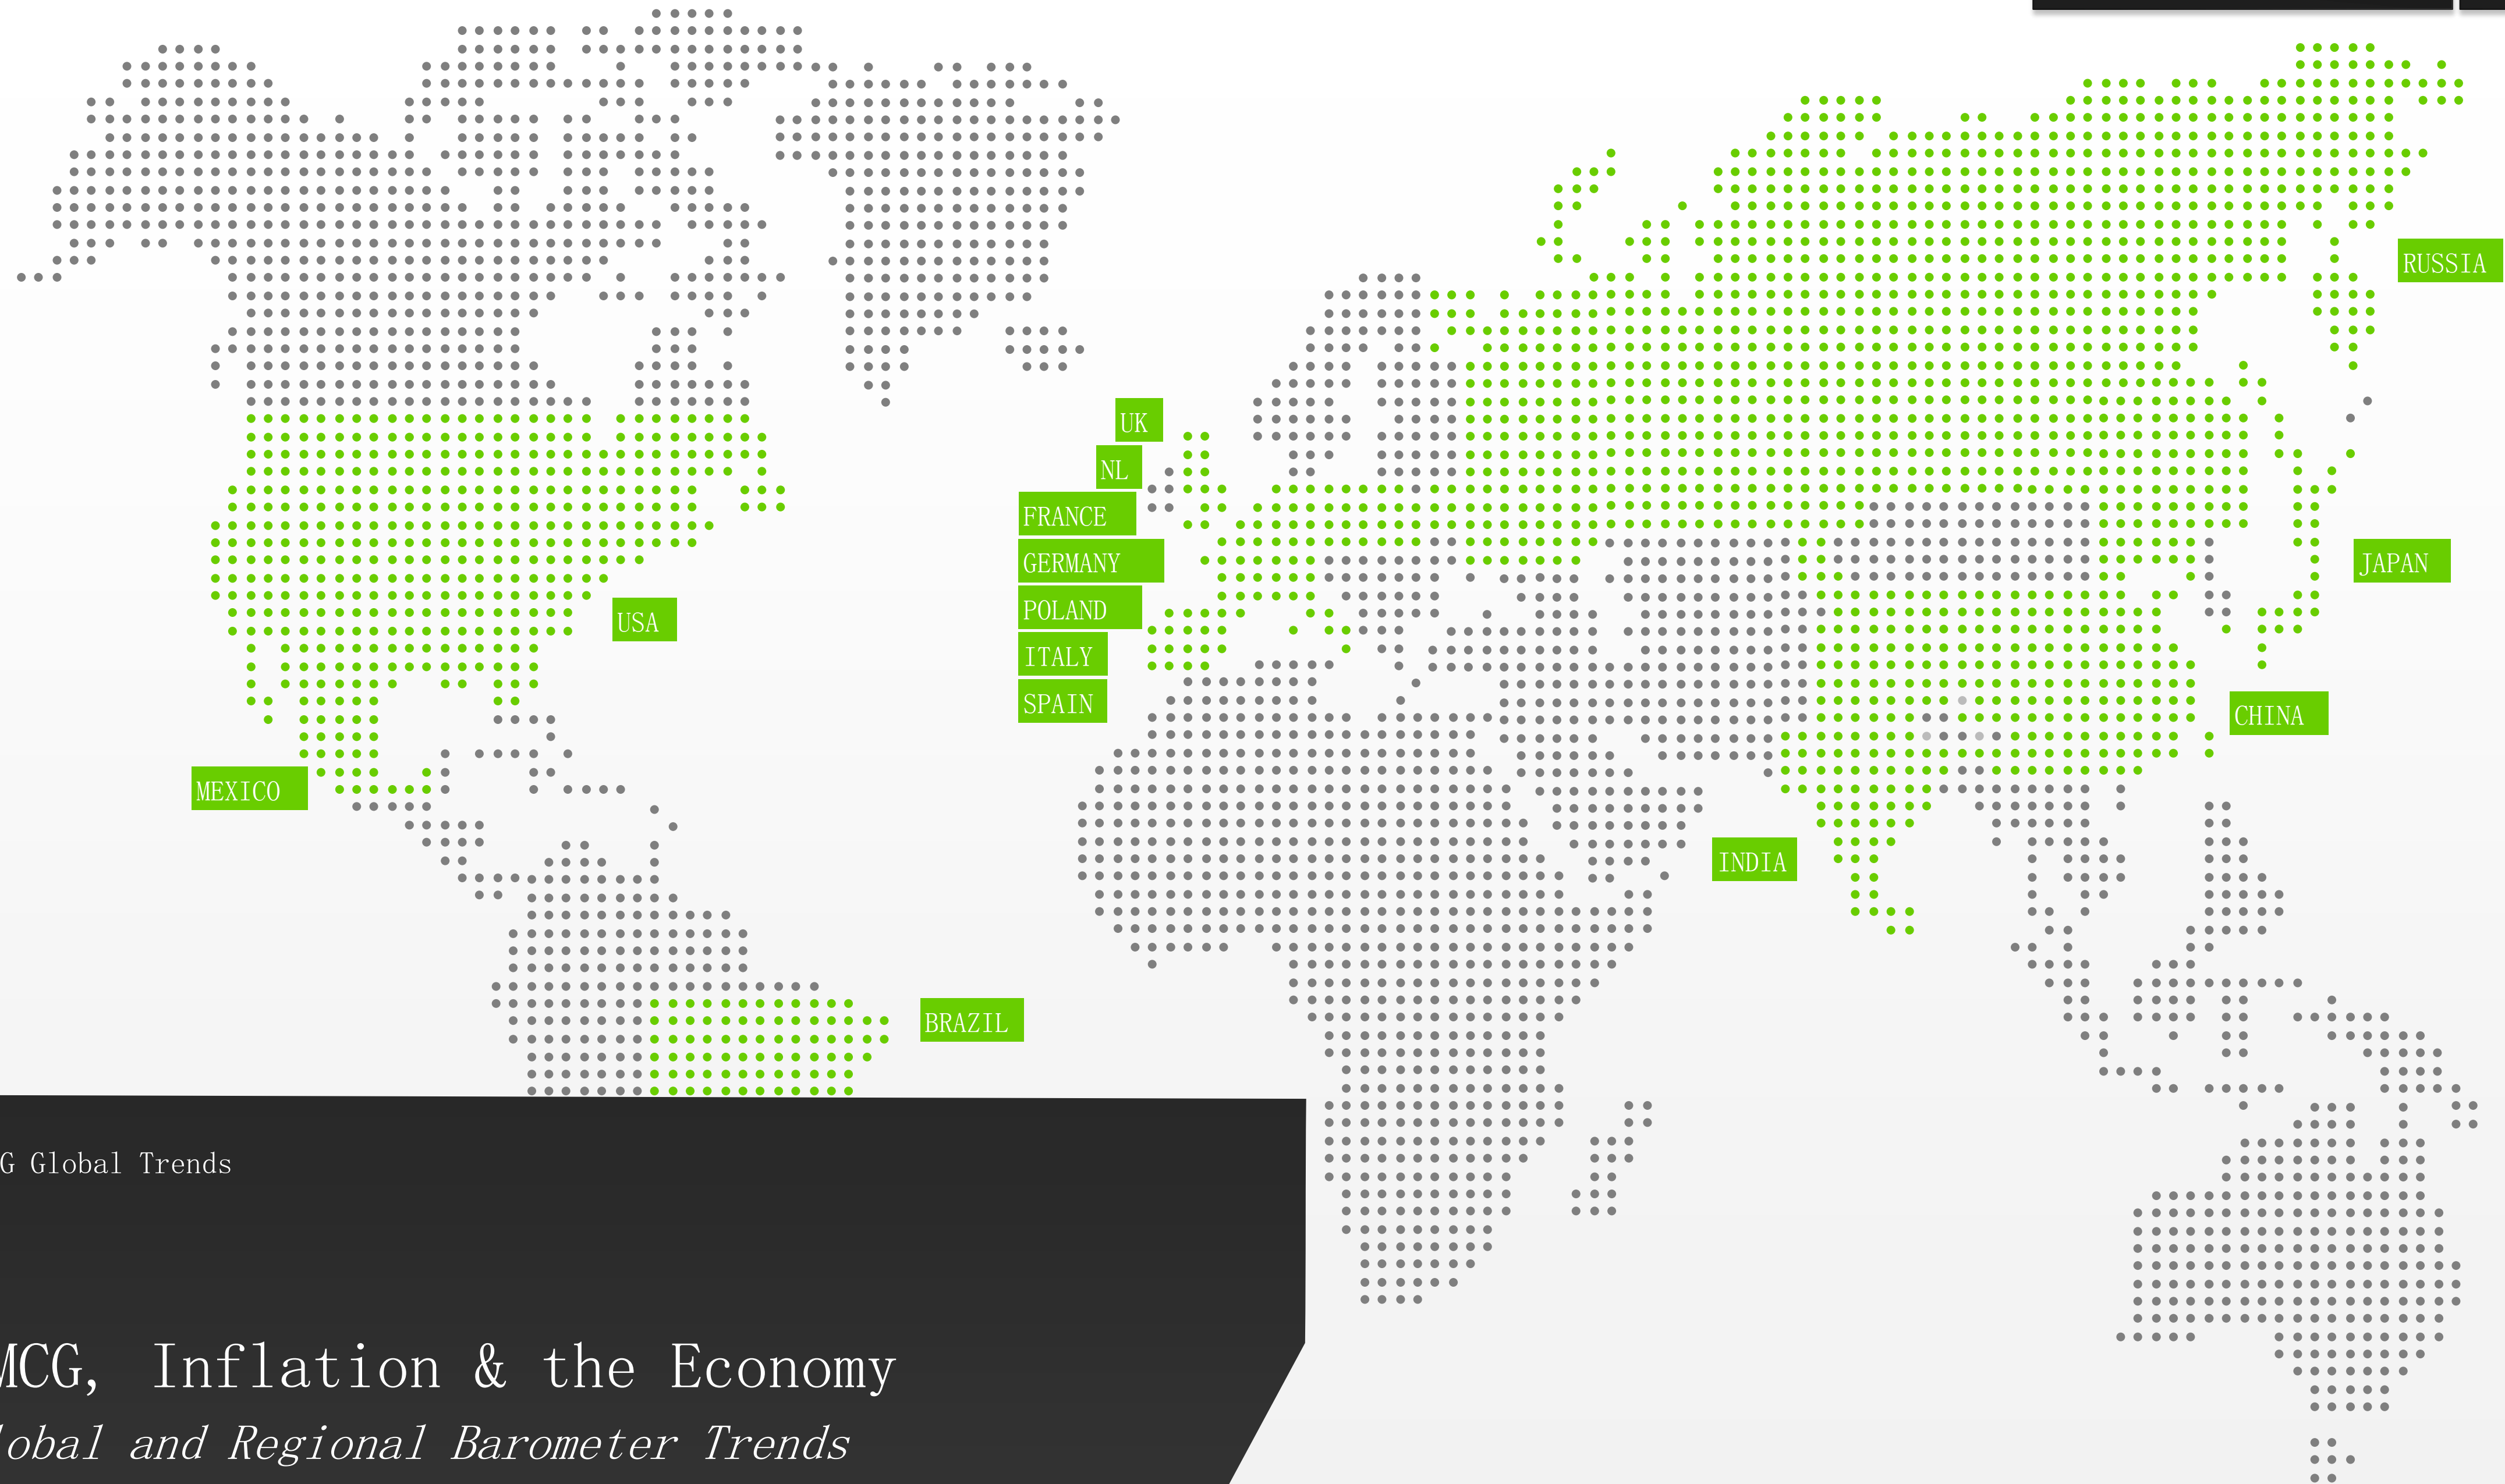 RUSSIA
UK
NL
FRANCE
GERMANY
JAPAN
POLAND
USA
ITALY
SPAIN
CHINA
MEXICO
INDIA
BRAZIL
G Global Trends
MCG, Inflation & the Economy
lobal and Regional Barometer Trends